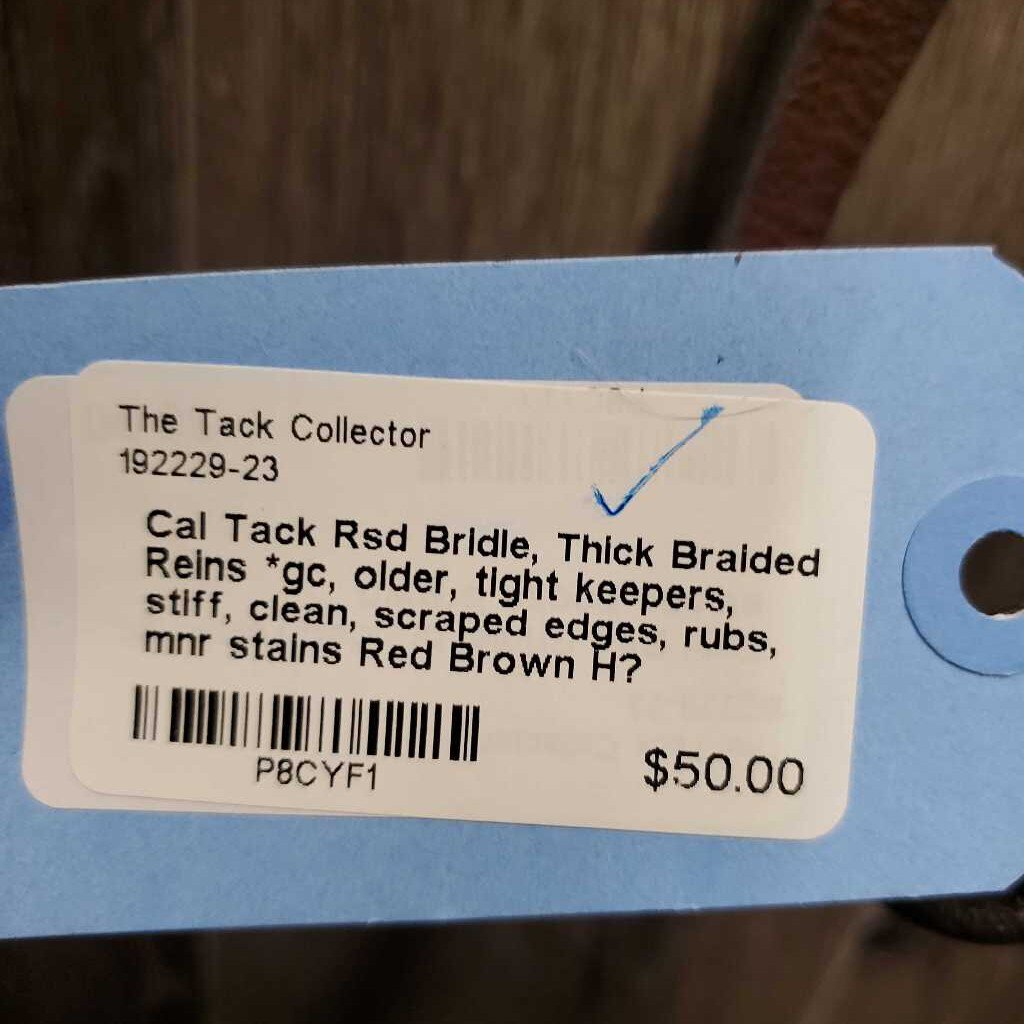 The Tack Collector
192229-23
Cal Tack Rsd Bridle, Thick Braided
Reins *gc, older, tight keepers,
stiff, clean, scraped edges, rubs,
mnr stains Red Brown H?
P8CYF1
$50.00